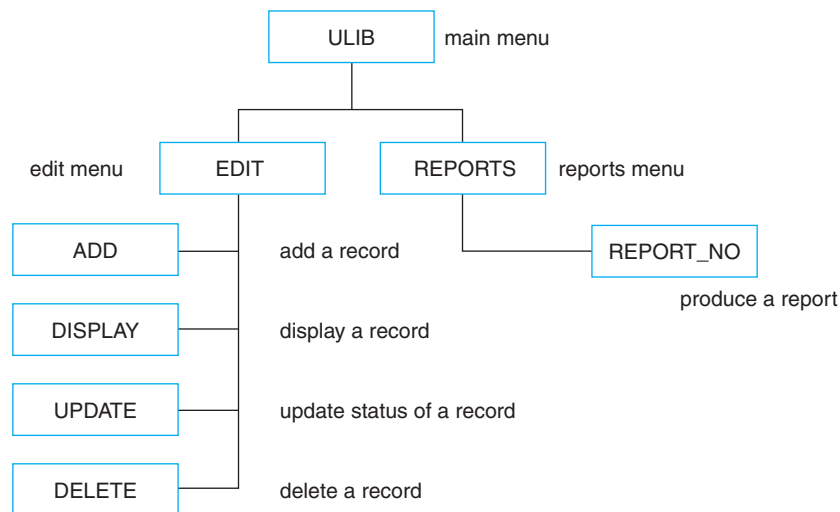 ULIB main menu
edit menu EDIT REPORTS reports menu
ADD add a record REPORT_NO
produce a report
DISPLAY display a record
UPDATE update status of a record
DELETE delete a record